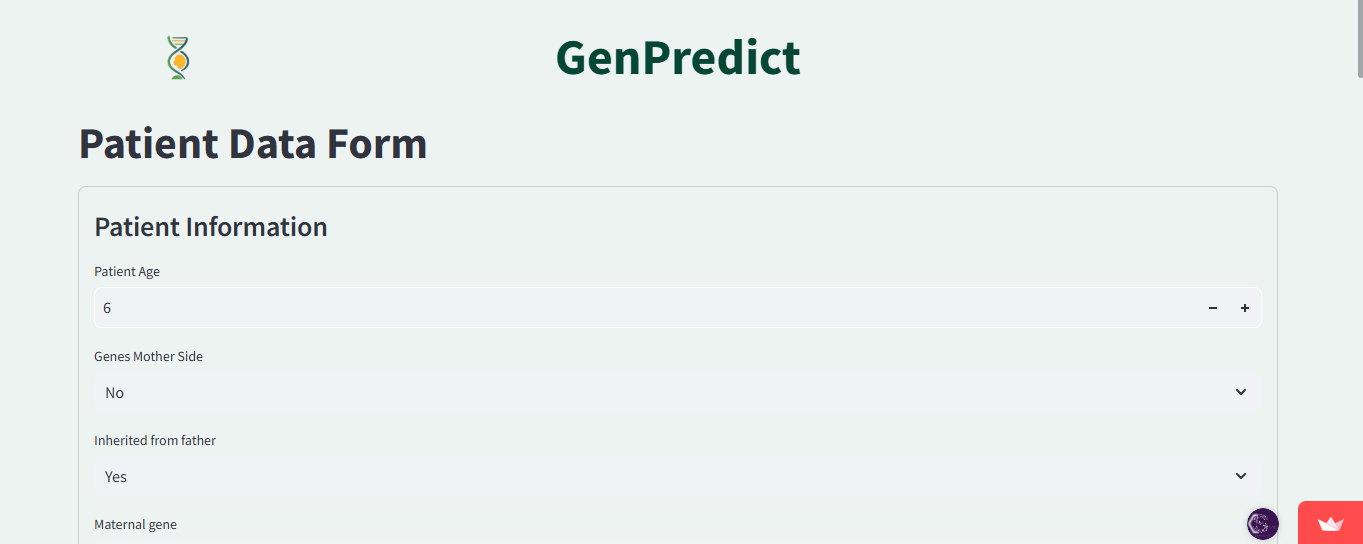 GenPredict
Patient Data Form
Patient Information
Patient Age
6
Genes Mother Side
No
Inherited from father
Yes
Maternal gene